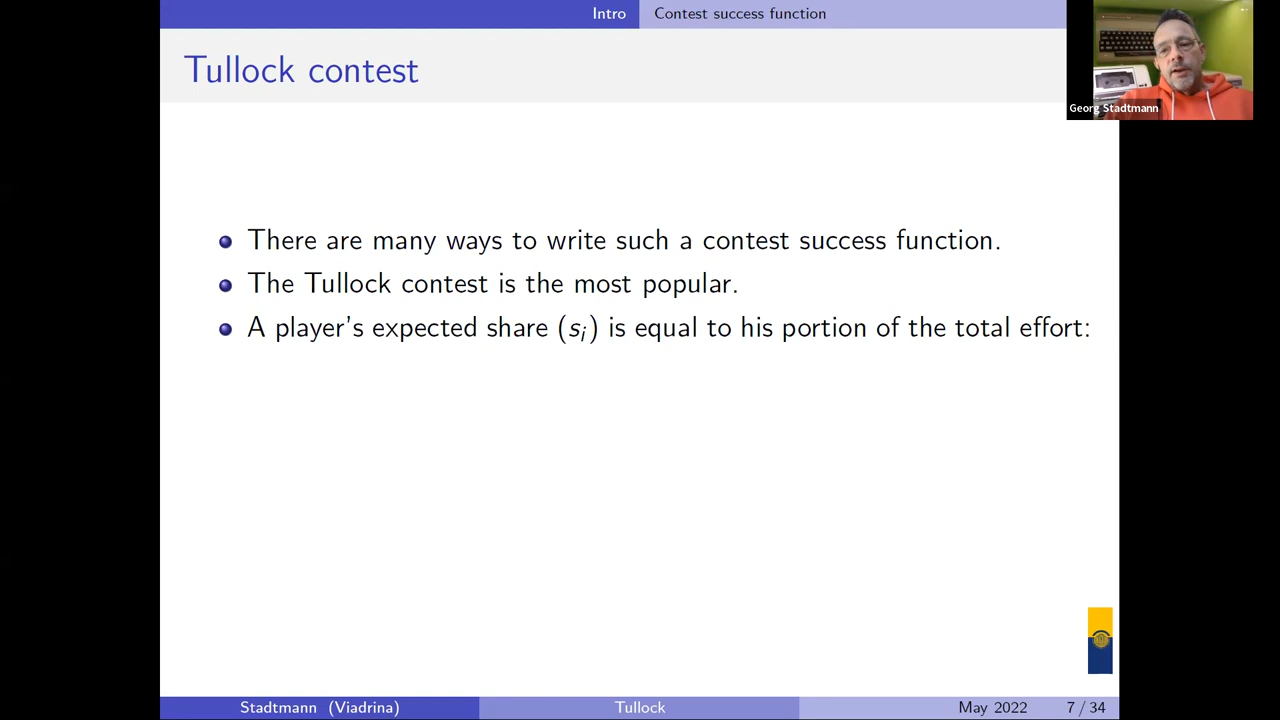 Intro
Contest success function
Tullock contest
Georg Stadtmann
There are many ways to write such a contest success function.
The Tullock contest is the most popular.
A player's expected share (s_i) is equal to his portion of the total effort:
Stadtmann (Viadrina)
Tullock
May 2022
7 / 34